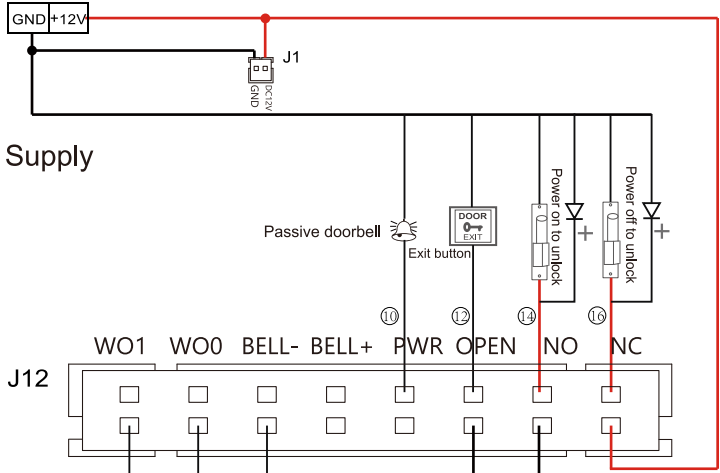 GND +12V
J1
GND
DC12V
Supply
Passive doorbell
DOOR
EXIT
Exit button
Power on to unlock
+
Power off to unlock
+
⑩ ⑫ ⑭ ⑯
WO1 WO0 BELL- BELL+ PWR OPEN NO NC
J12